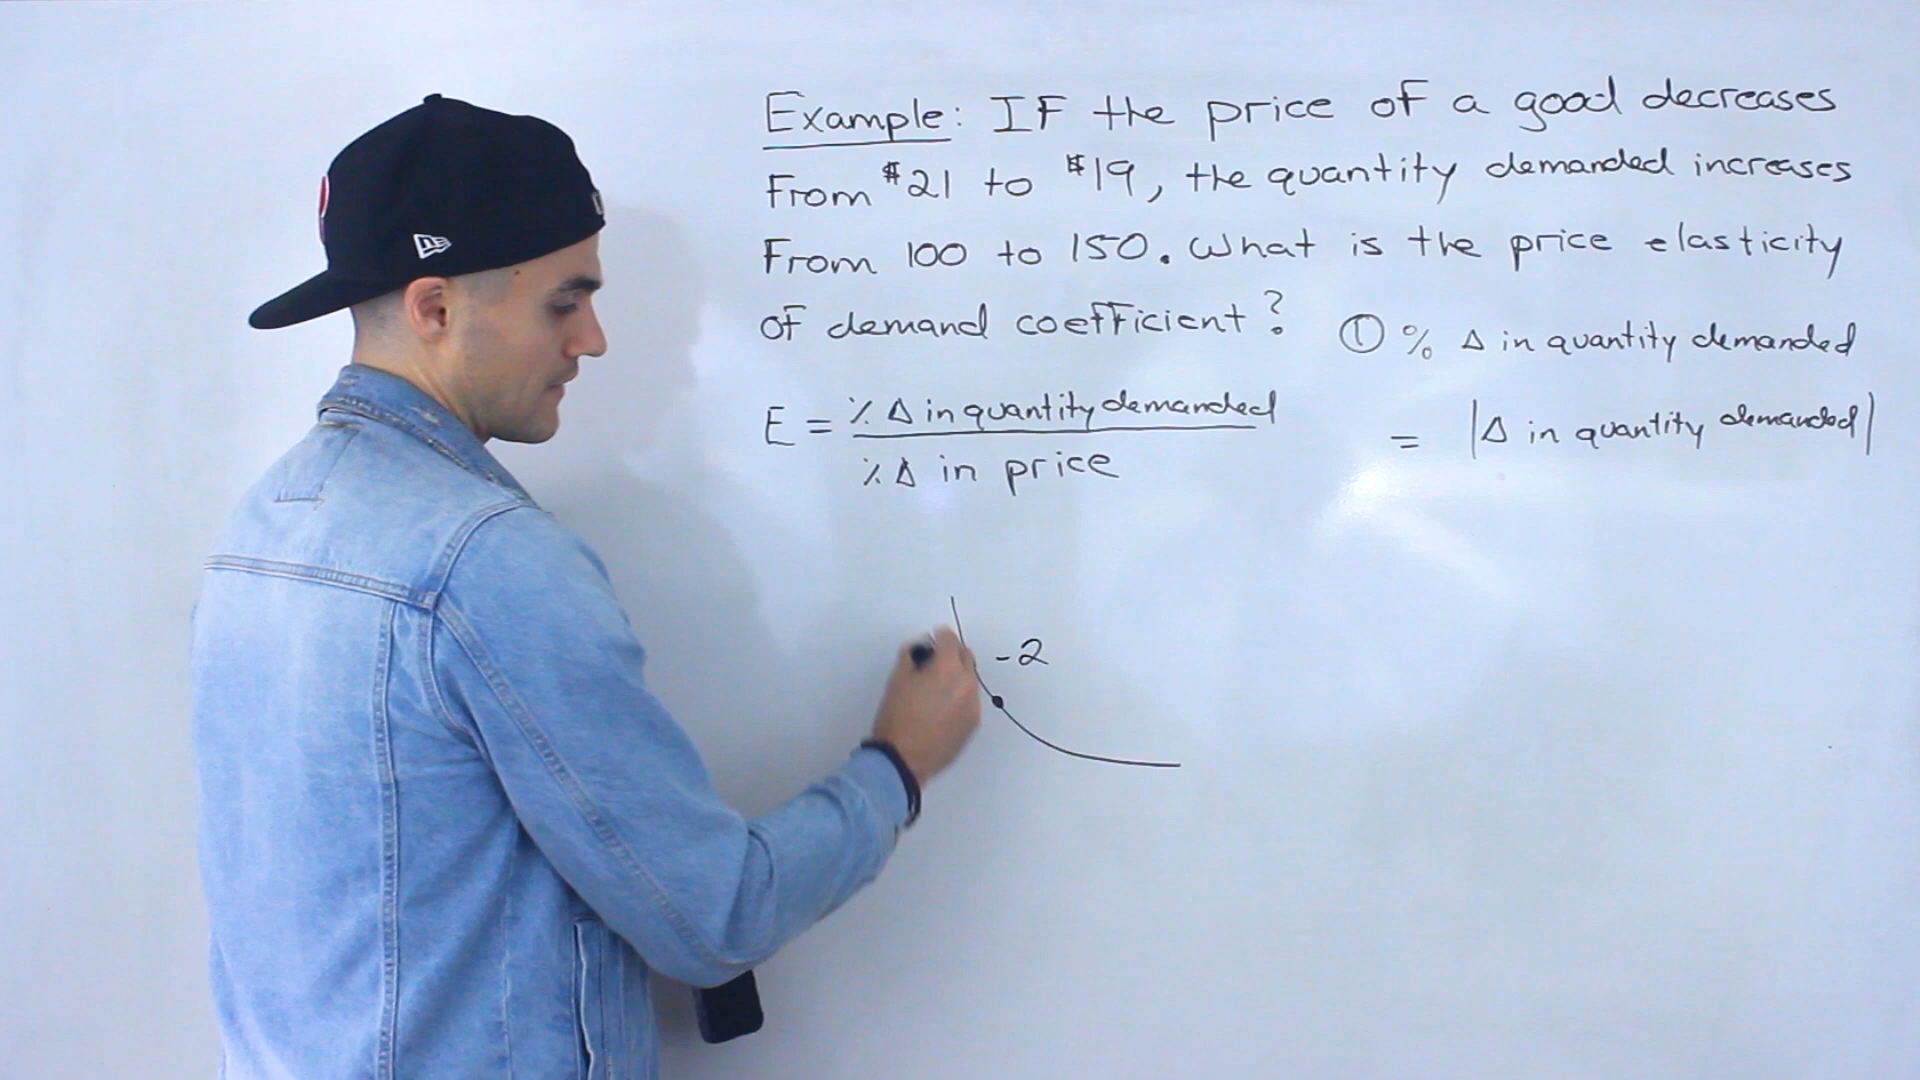 Example: IF the price of a good decreases
From $21 to $19, the quantity demanded increases
From 100 to 150. What is the price elasticity
of demand coefficient?
① % Δ in quantity demanded
E = % Δ in quantity demanded
% Δ in price
= |Δ in quantity demanded|
-2